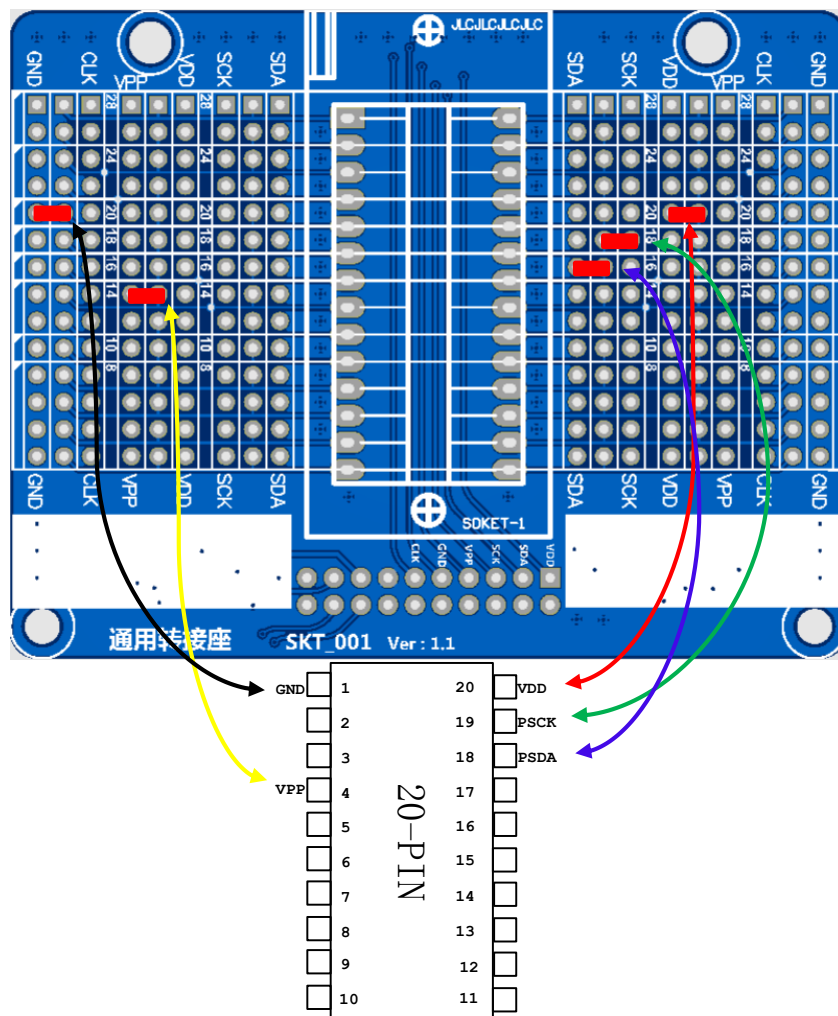 JLCJLCJLCJLC
GND CLK VPP VDD SCK SDA
SDA SCK VDD VPP CLK GND
28 28 28 28
24 24 24 24
20 20 20 20
18 18 18 18
16 16 16 16
14 14 14 14
10 10 10 10
8 8 8 8
GND CLK VPP VDD SCK SDA
SDA SCK VDD VPP CLK GND
SDKET-1
CLK GND VPP SCK SDA VDD
通用转接座 SKT_001 Ver : 1.1
GND 1 20 VDD
2 19 PSCK
3 18 PSDA
VPP 4 17
5 16
6 15
7 14
8 13
9 12
10 11
20-PIN